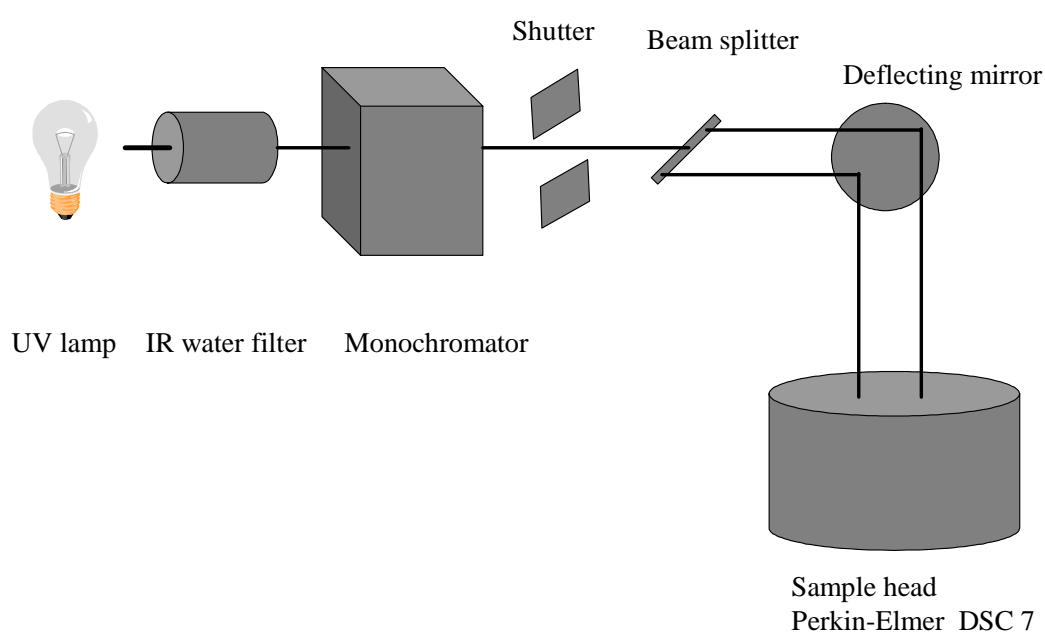 Shutter
Beam splitter
Deflecting mirror
UV lamp
IR water filter
Monochromator
Sample head
Perkin-Elmer DSC 7